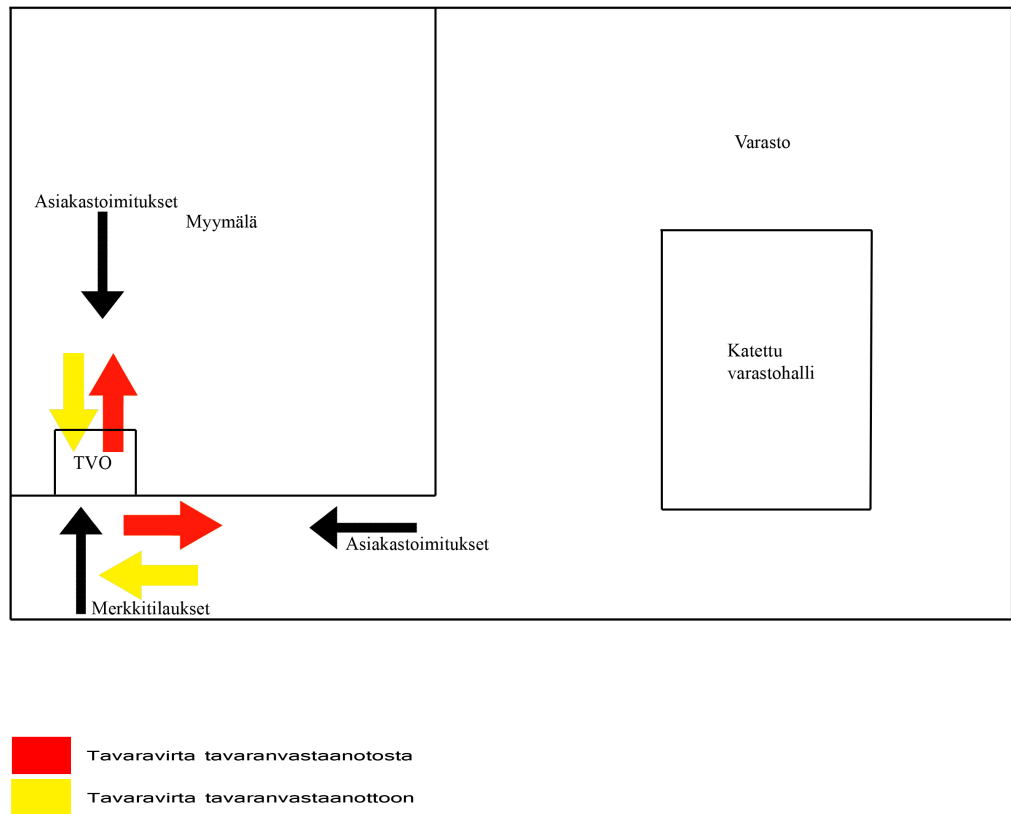 Varasto
Asiakastoimitukset
Myymälä
Katettu
varastohalli
TVO
Asiakastoimitukset
Merkkitilaukset
Tavaravirta tavaranvastaanotosta
Tavaravirta tavaranvastaanottoon